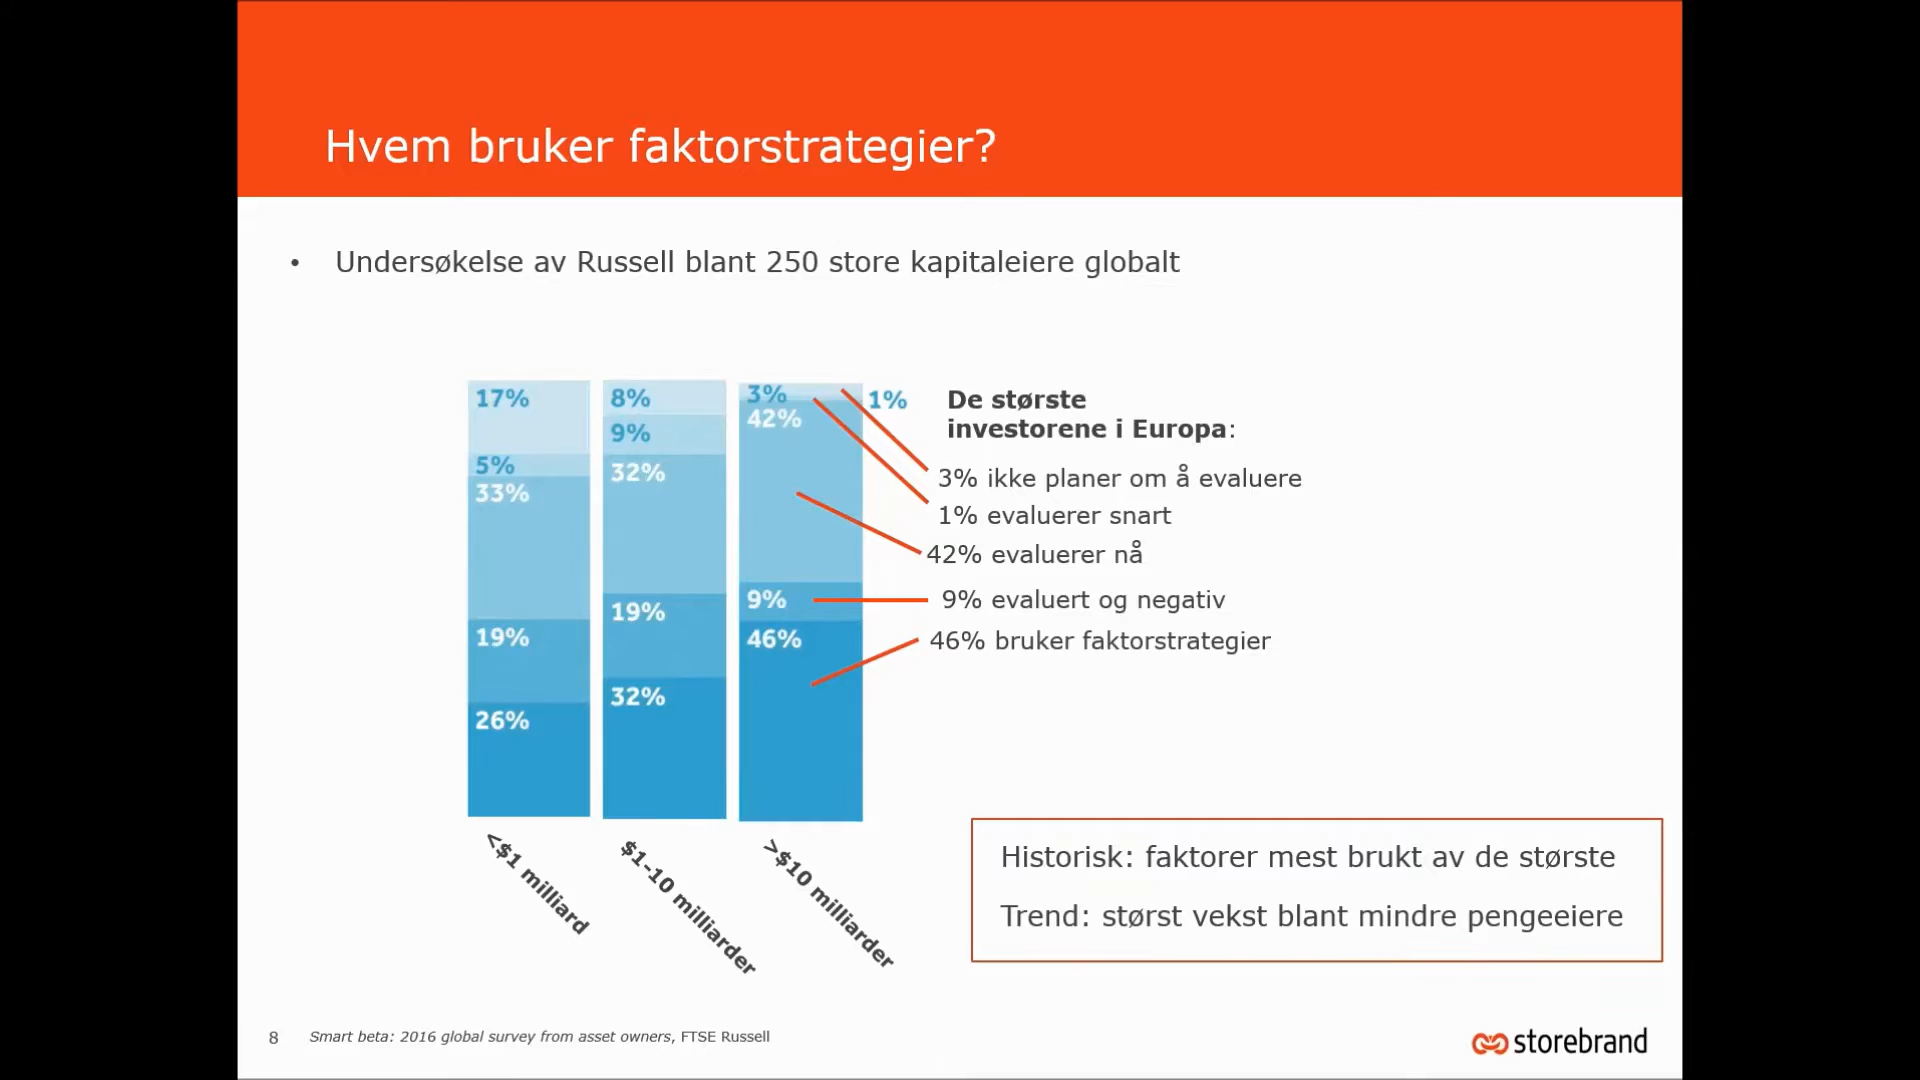 Hvem bruker faktorstrategier?
• Undersøkelse av Russell blant 250 store kapitaleiere globalt
17%
5%
33%
19%
26%
8%
9%
32%
19%
32%
3%
1%
42%
9%
46%
<$1 milliard
$1-10 milliarder
>$10 milliarder
De største
investorene i Europa:
3% ikke planer om å evaluere
1% evaluerer snart
42% evaluerer nå
9% evaluert og negativ
46% bruker faktorstrategier
Historisk: faktorer mest brukt av de største
Trend: størst vekst blant mindre pengeeiere
8 Smart beta: 2016 global survey from asset owners, FTSE Russell
storebrand